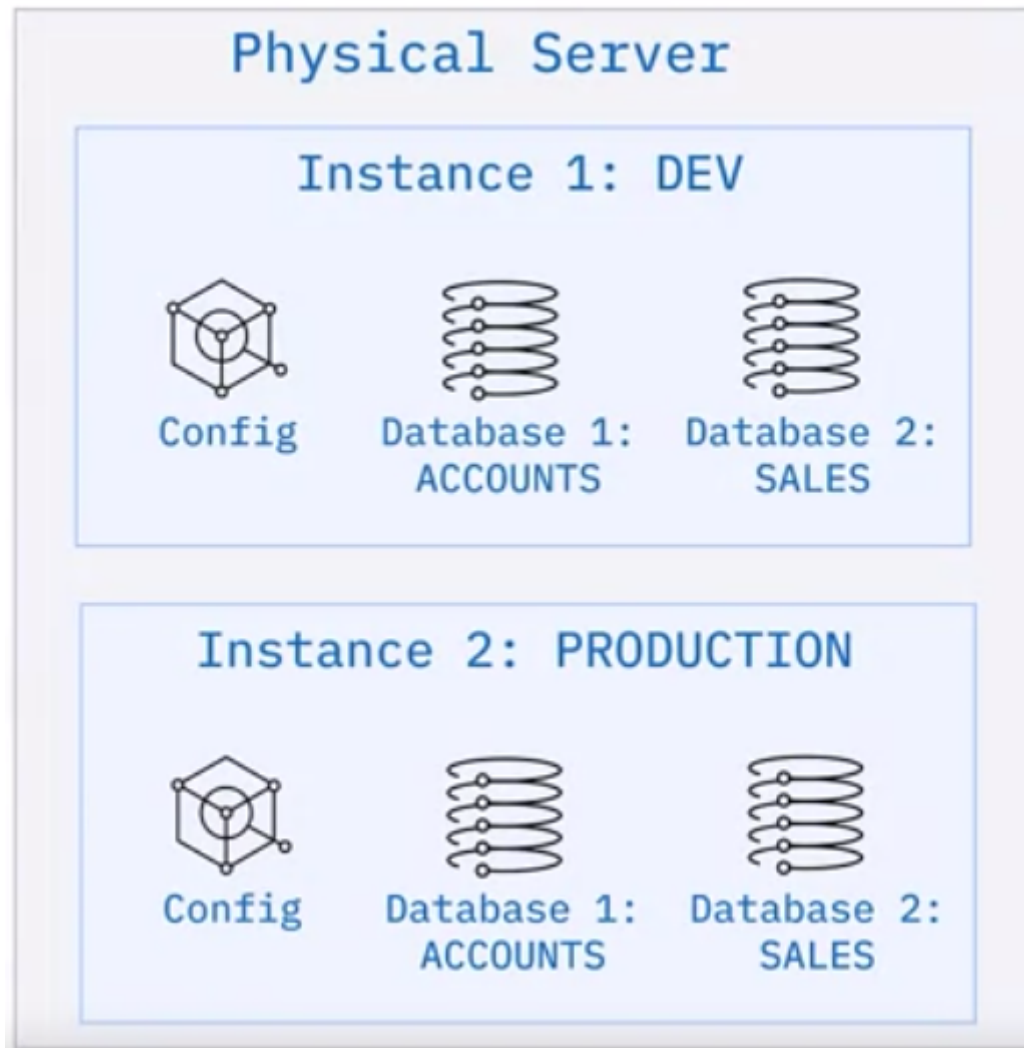 Physical Server
Instance 1: DEV
Config
Database 1:
ACCOUNTS
Database 2:
SALES
Instance 2: PRODUCTION
Config
Database 1:
ACCOUNTS
Database 2:
SALES